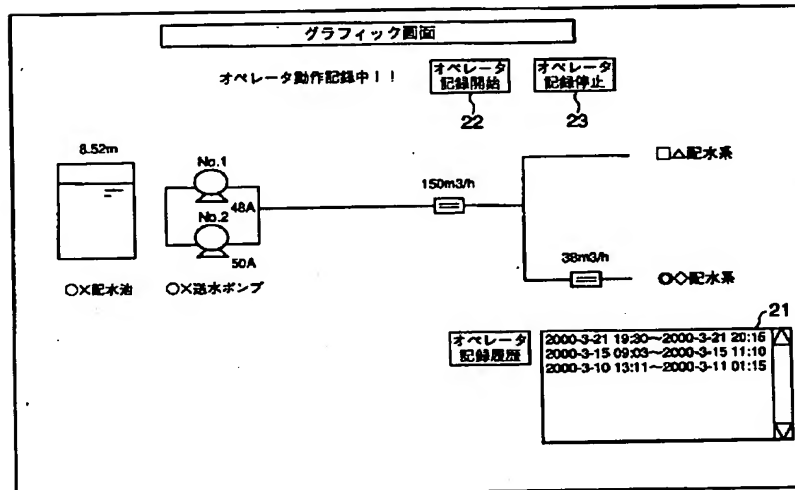 グラフィック画面
オペレータ動作記録中!!
オペレータ
記録開始
オペレータ
記録停止
22
23
8.52m
No.1
48A
No.2
50A
150m3/h
□△配水系
38m3/h
○◇配水系
○×配水池
○×送水ポンプ
21
オペレータ
記録履歴
2000-3-21 19:30~2000-3-21 20:16
2000-3-15 09:03~2000-3-15 11:10
2000-3-10 13:11~2000-3-11 01:15